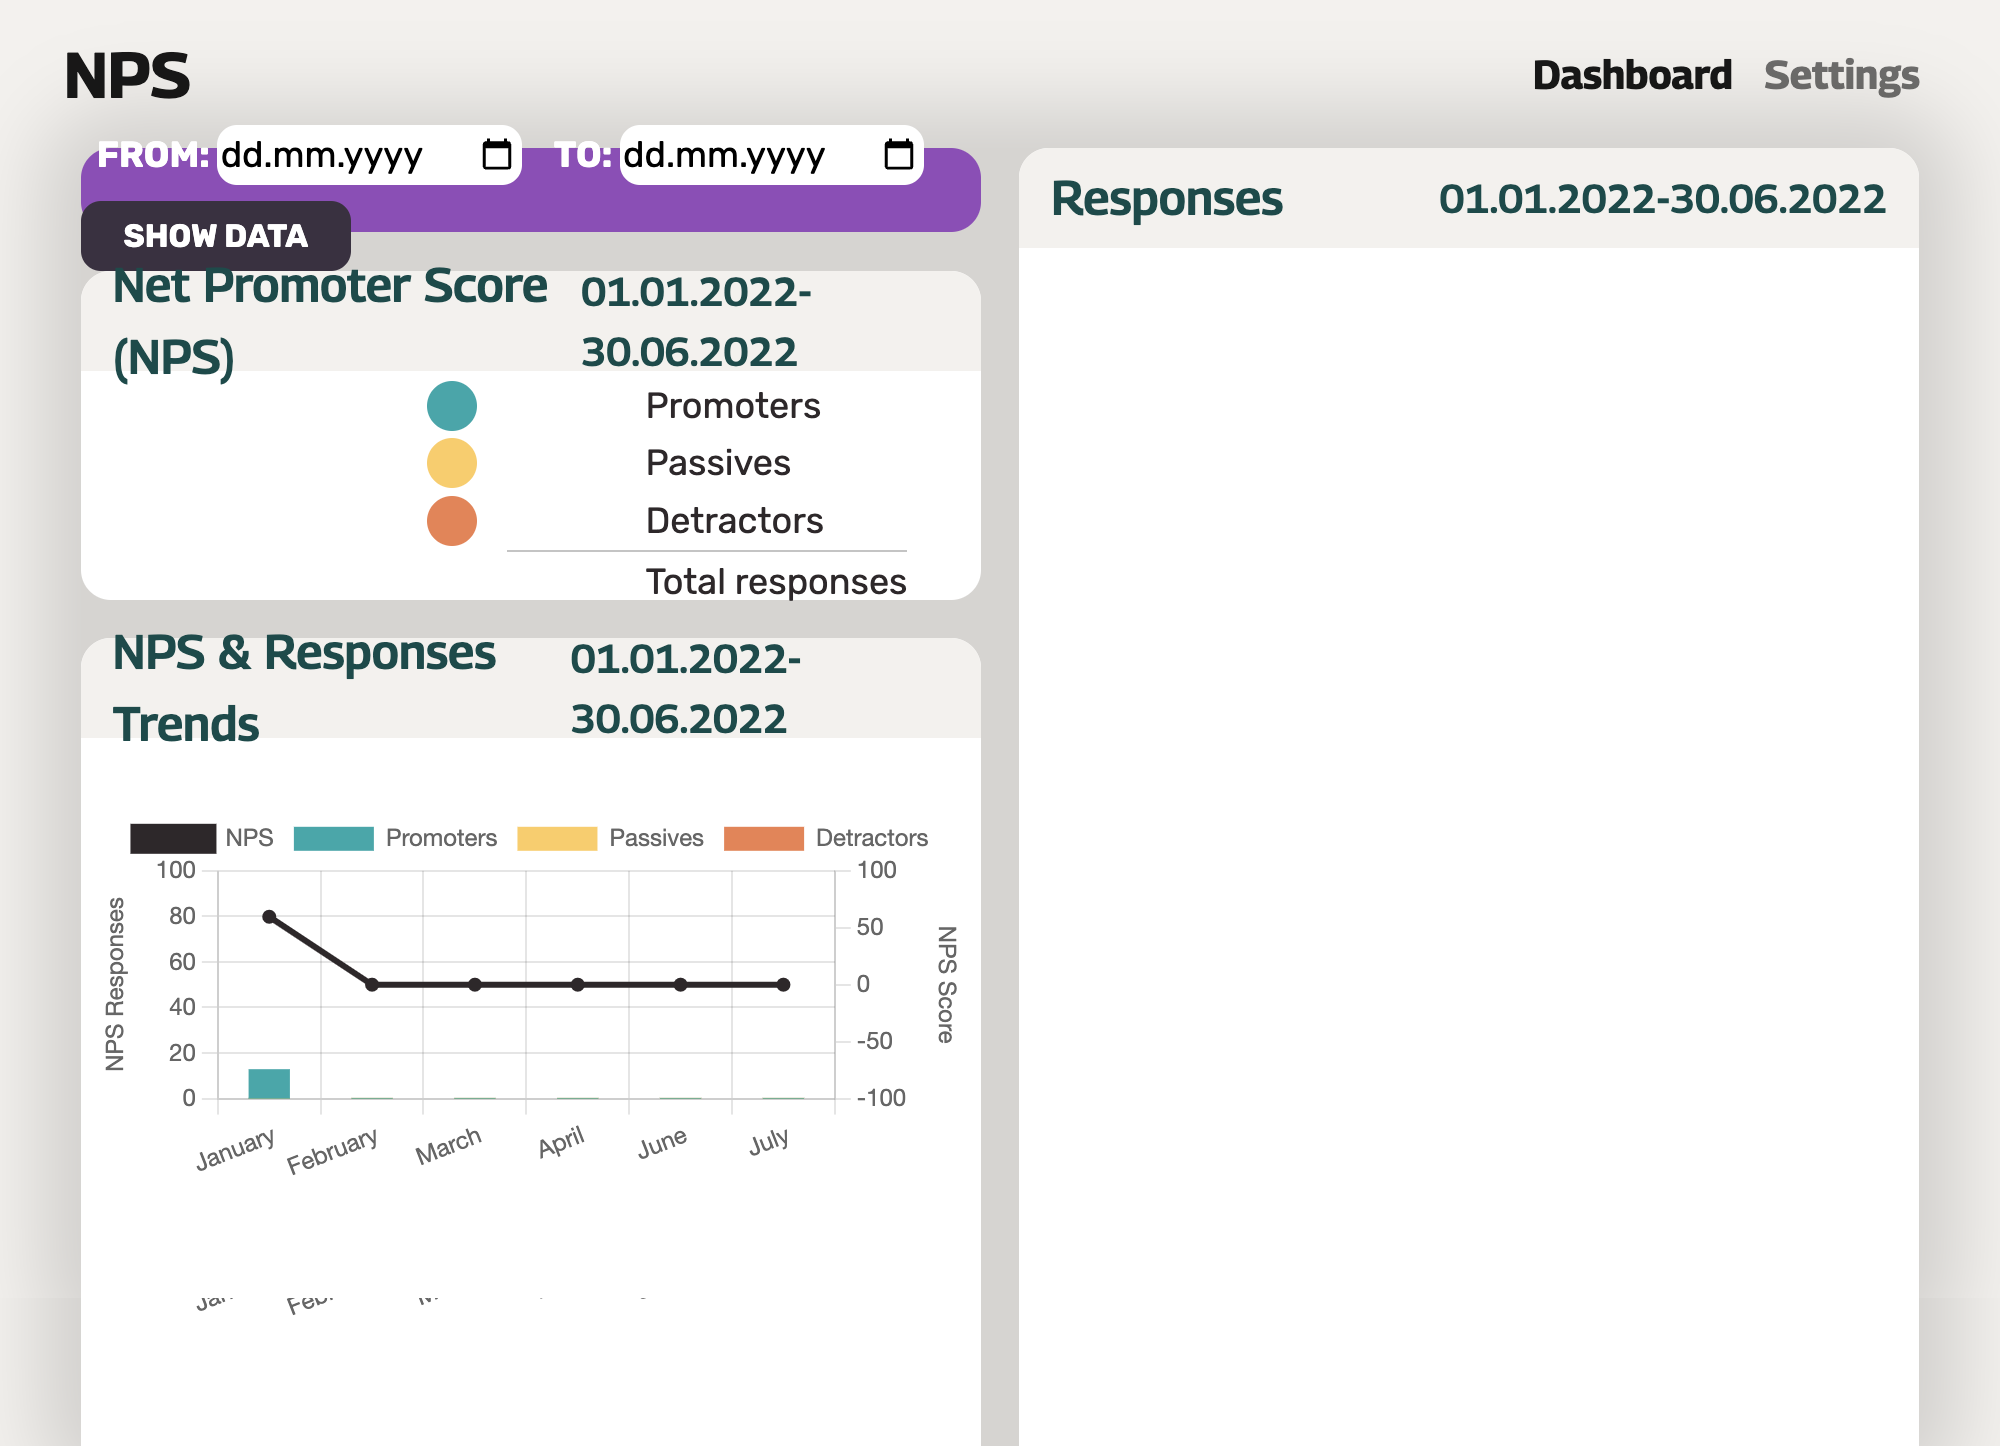 NPS
Dashboard Settings
FROM: dd.mm.yyyy TO: dd.mm.yyyy
SHOW DATA
Net Promoter Score (NPS)
01.01.2022-
30.06.2022
Promoters
Passives
Detractors
Total responses
NPS & Responses
Trends
01.01.2022-
30.06.2022
NPS Promoters Passives Detractors
NPS Responses
100
80
60
40
20
0
100
50
0
-50
-100
NPS Score
January February March April June July
Responses 01.01.2022-30.06.2022